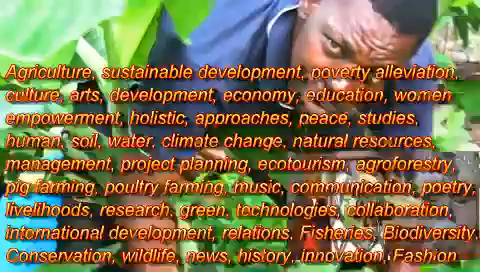 Agriculture, sustainable development, poverty alleviation,
culture, arts, development, economy, education, women
empowerment, holistic, approaches, peace, studies,
human, soil, water, climate change, natural resources,
management, project planning, ecotourism, agroforestry,
pig farming, poultry farming, music, communication, poetry,
livelihoods, research, green, technologies, collaboration,
international development, relations, Fisheries, Biodiversity,
Conservation, wildlife, news, history, innovation, Fashion